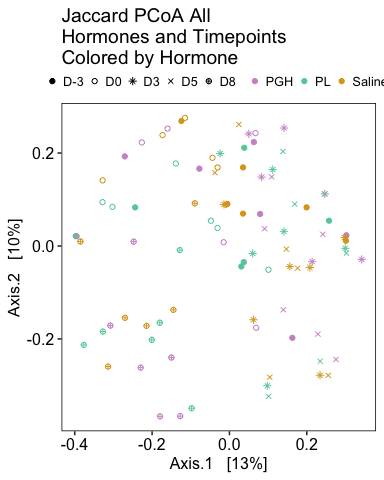 Jaccard PCoA All
Hormones and Timepoints
Colored by Hormone
D-3 D0 D3 D5 D8 PGH PL Saline
0.2
0.0
-0.2
Axis.2 [10%]
-0.4 -0.2 0.0 0.2
Axis.1 [13%]